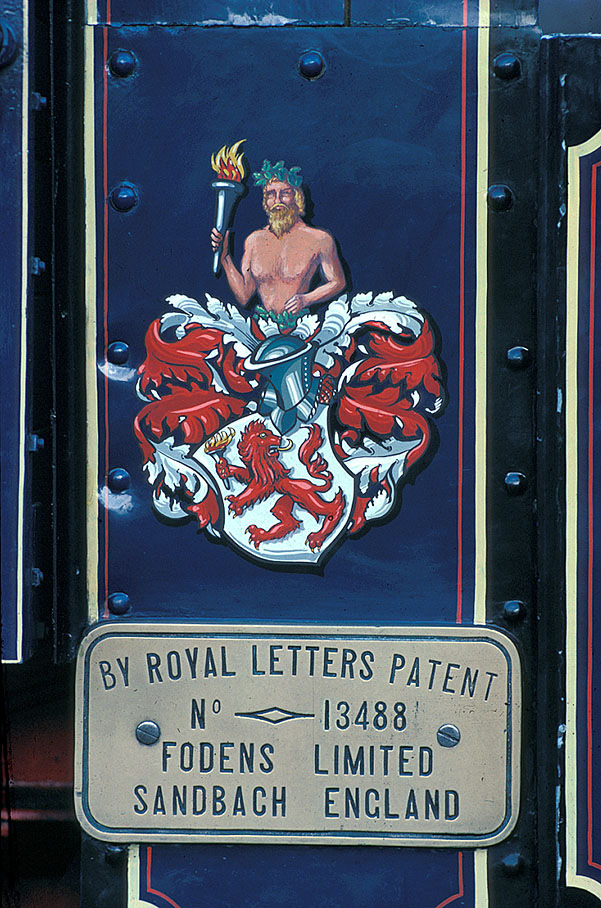 BY ROYAL LETTERS PATENT
Nº 13488
FODENS LIMITED
SANDBACH ENGLAND